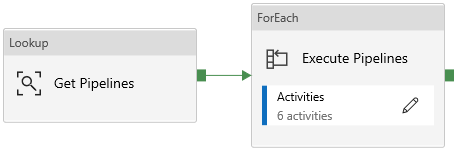 Lookup
Get Pipelines
ForEach
Execute Pipelines
Activities
6 activities